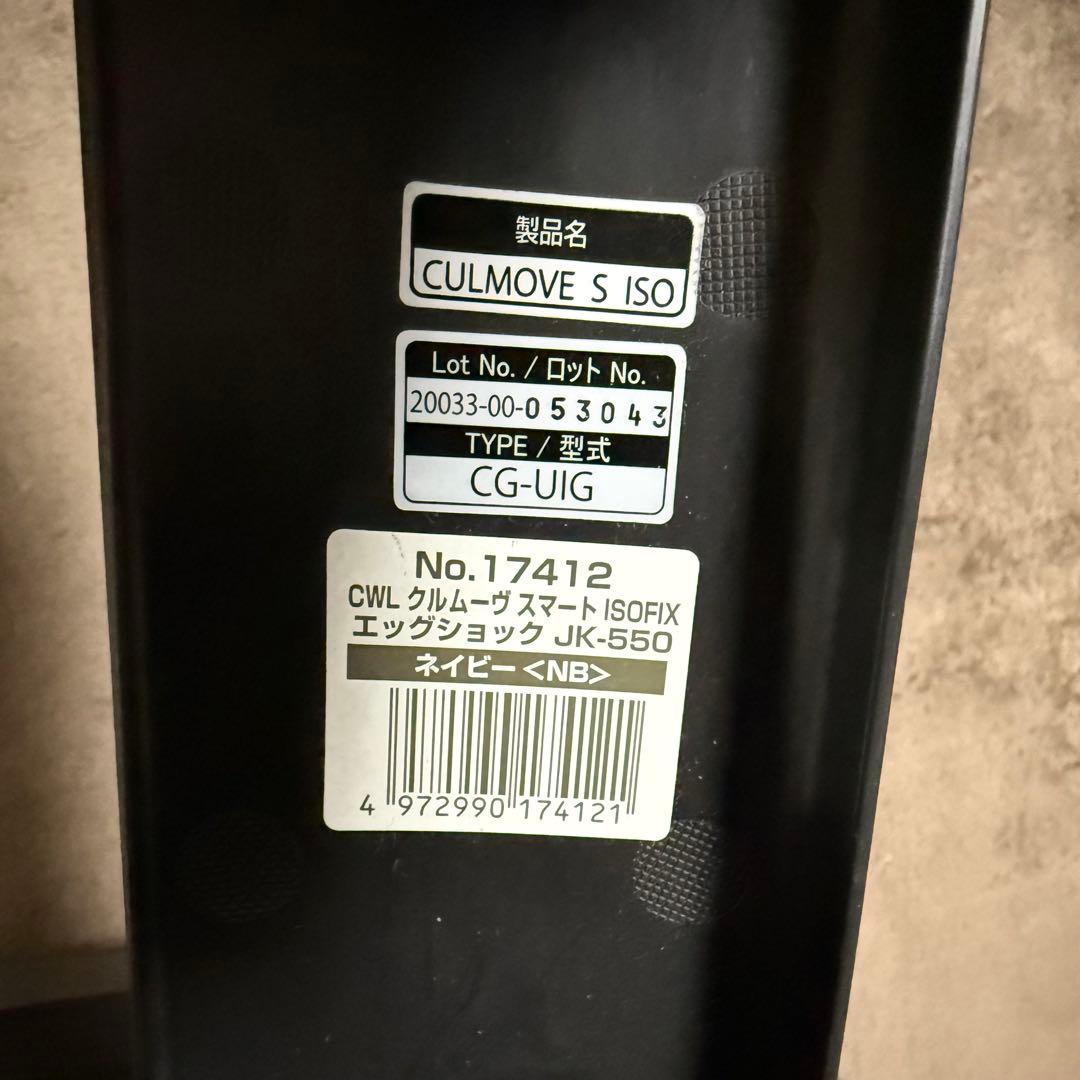 製品名
CULMOVE S ISO
Lot No. / ロット No.
20033-00-053043
TYPE / 型式
CG-UIG
No.17412
CWL クルムーヴ スマート ISOFIX
エッグショック JK-550
ネイビー<NB>
4 972990 174121